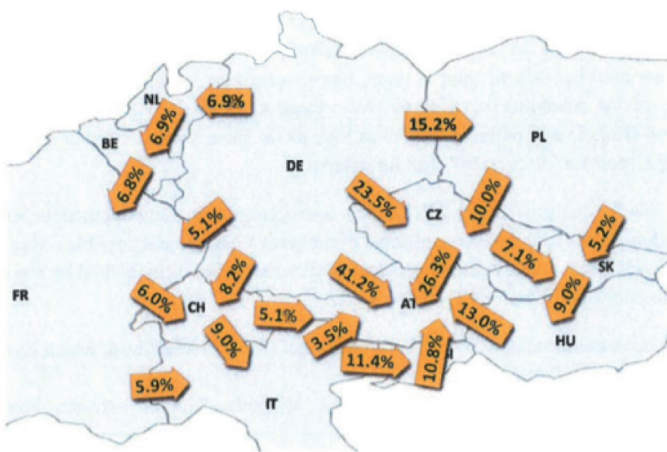 NL
6.9%
6.9%
BE
15.2%
PL
6.8%
DE
23.5%
CZ
10.0%
5.1%
7.1%
5.2%
SK
8.2%
41.2%
26.3%
FR
6.0%
CH
AT
9.0%
5.1%
13.0%
HU
9.0%
3.5%
11.4%
10.8%
5.9%
IT